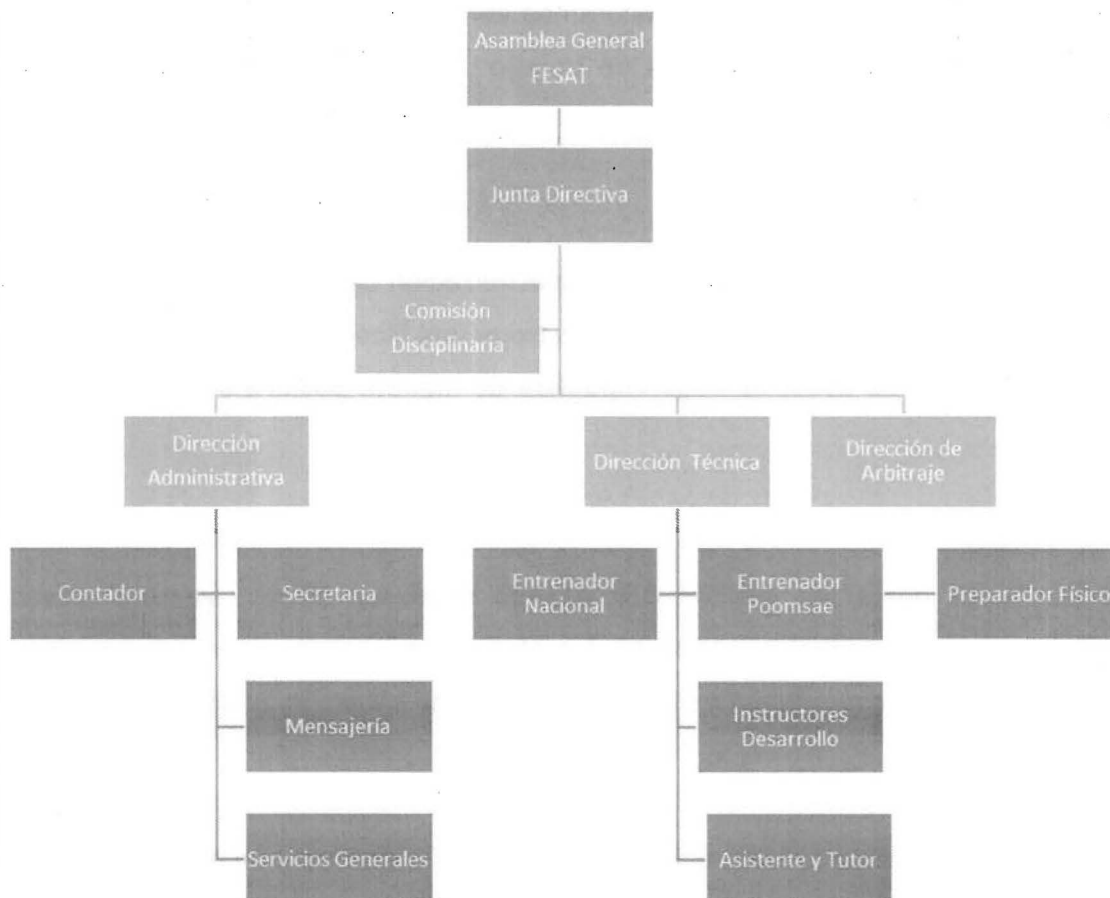 Asamblea General
FESAT
Junta Directiva
Comisión
Disciplinaria
Dirección
Administrativa
Dirección Técnica
Dirección de
Arbitraje
Contador
Secretaria
Entrenador
Nacional
Entrenador
Poomsae
Preparador Físico
Mensajería
Instructores
Desarrollo
Servicios Generales
Asistente y Tutor